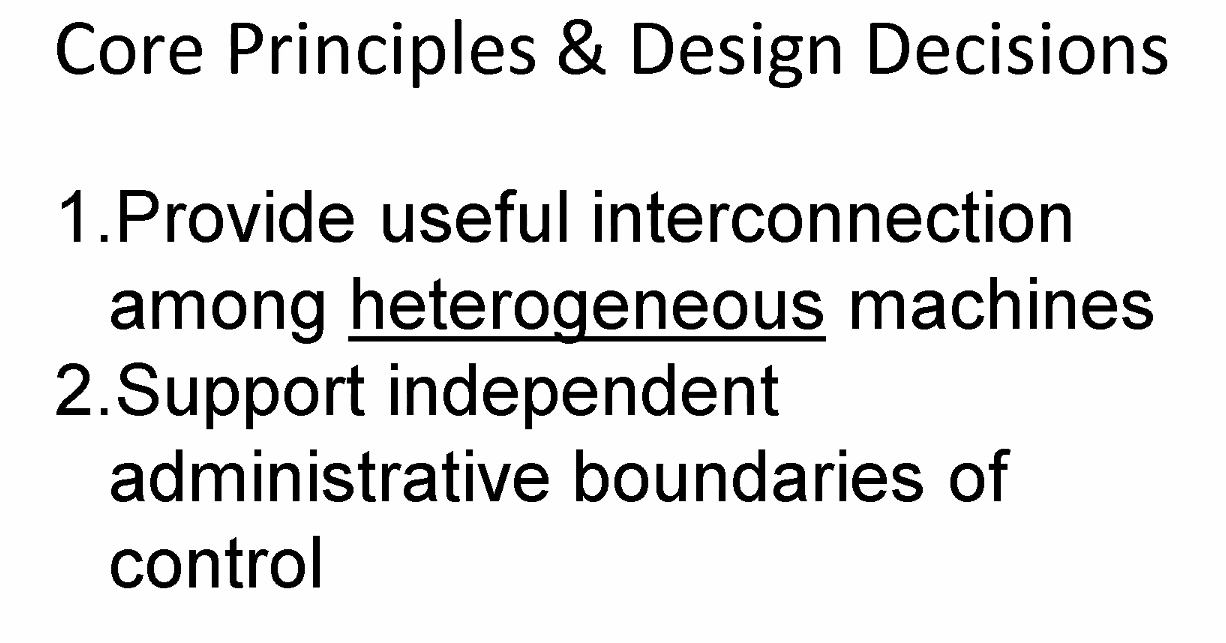 Core Principles & Design Decisions
1.Provide useful interconnection
among heterogeneous machines
2.Support independent
administrative boundaries of
control